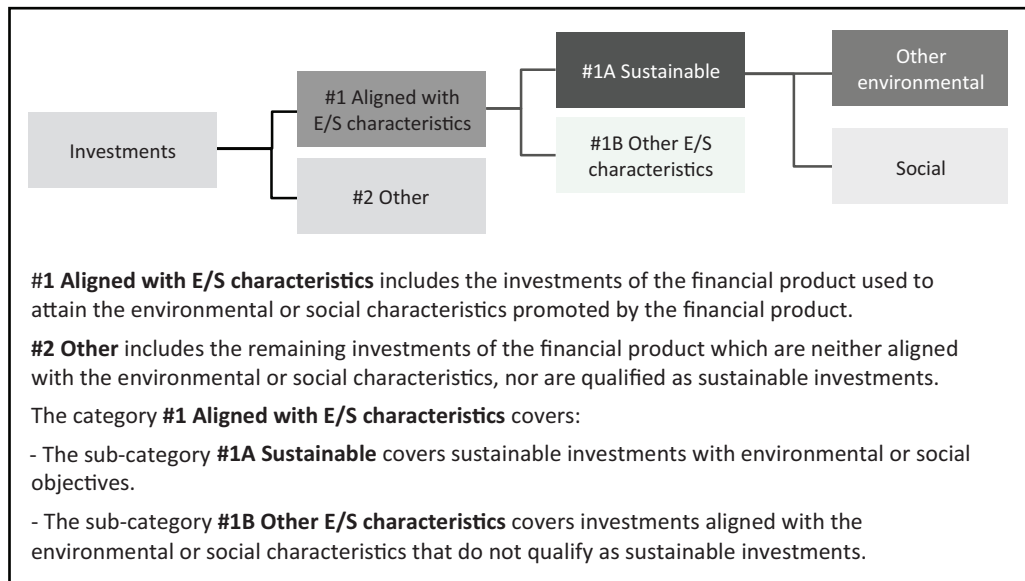 Investments
#1 Aligned with
E/S characteristics
#2 Other
#1A Sustainable
#1B Other E/S
characteristics
Other
environmental
Social
#1 Aligned with E/S characteristics includes the investments of the financial product used to
attain the environmental or social characteristics promoted by the financial product.
#2 Other includes the remaining investments of the financial product which are neither aligned
with the environmental or social characteristics, nor are qualified as sustainable investments.
The category #1 Aligned with E/S characteristics covers:
- The sub-category #1A Sustainable covers sustainable investments with environmental or social
objectives.
- The sub-category #1B Other E/S characteristics covers investments aligned with the
environmental or social characteristics that do not qualify as sustainable investments.